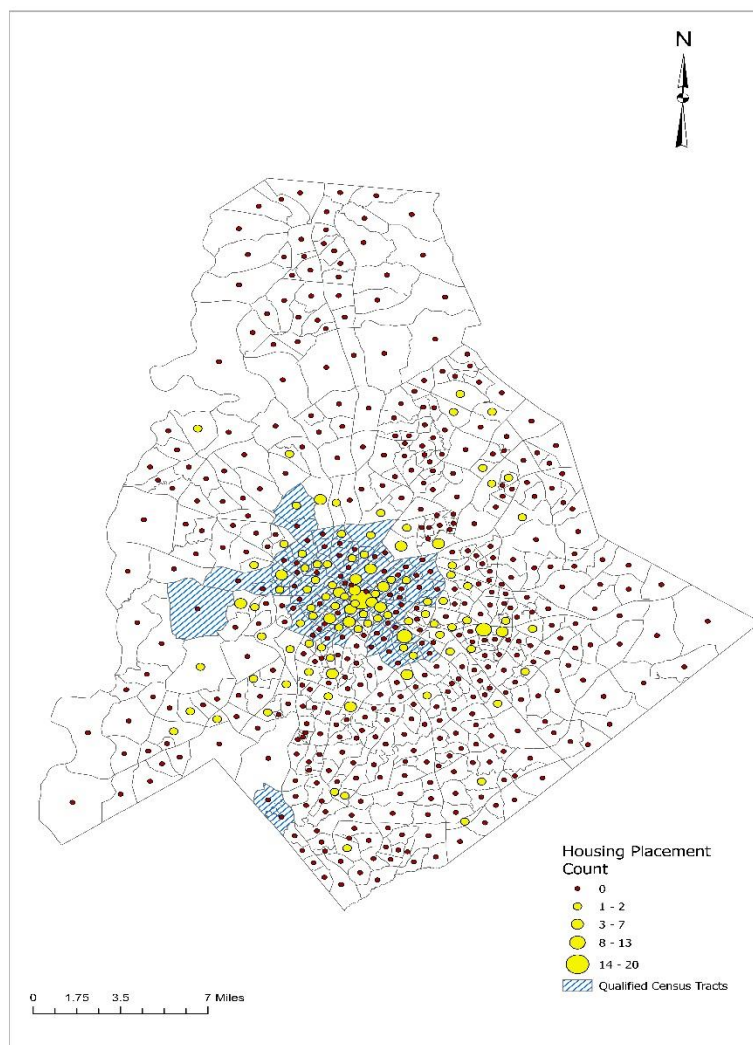 N
Housing Placement
Count
0
1 - 2
3 - 7
8 - 13
14 - 20
Qualified Census Tracts
0 1.75 3.5 7 Miles